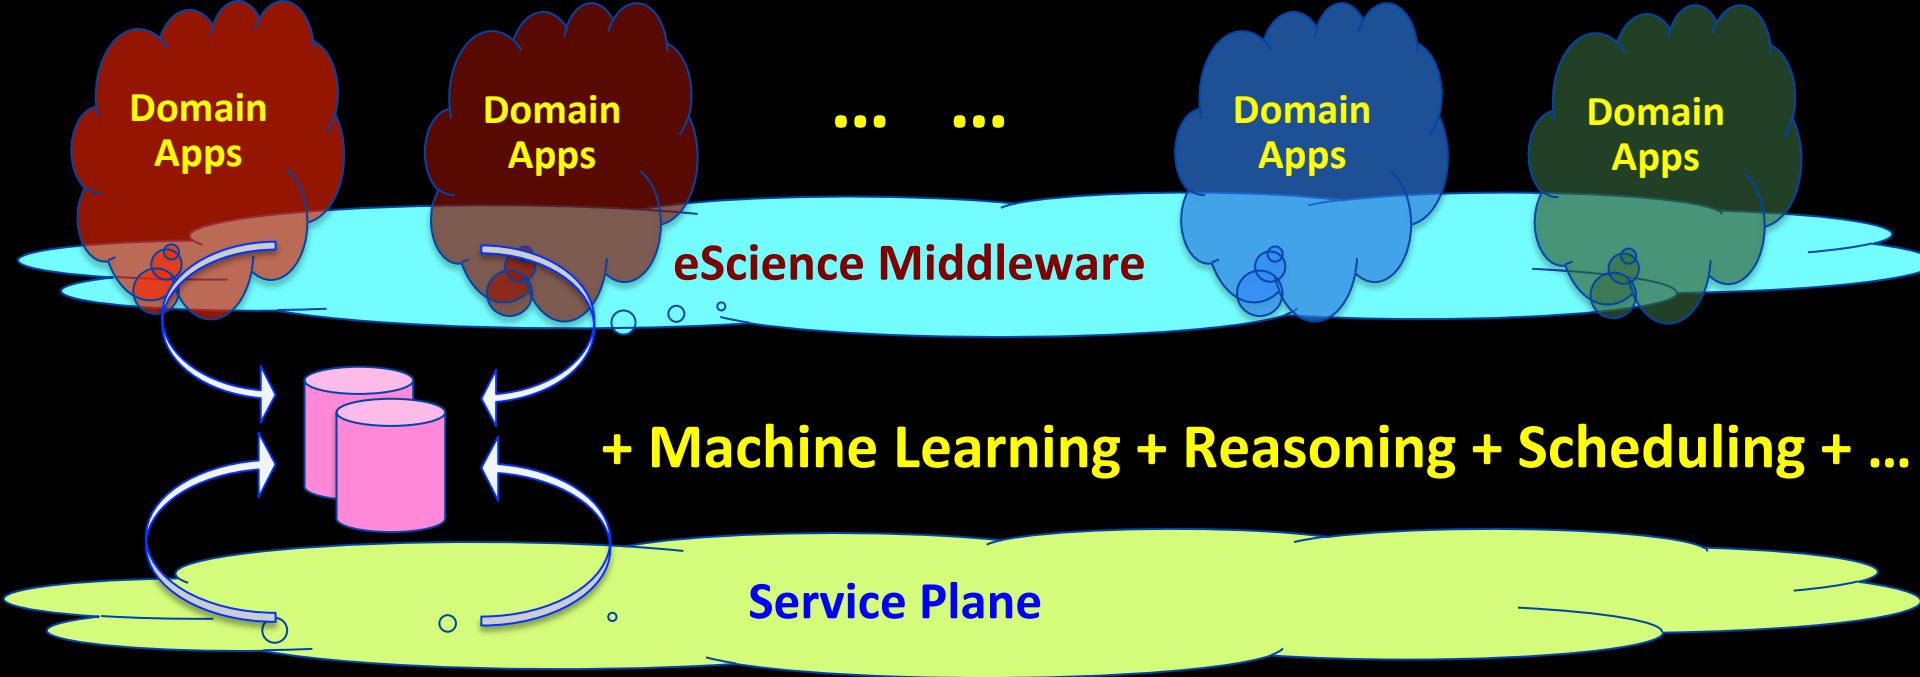 Domain
Apps
Domain
Apps
... ...
Domain
Apps
Domain
Apps
eScience Middleware
+ Machine Learning + Reasoning + Scheduling + ...
Service Plane